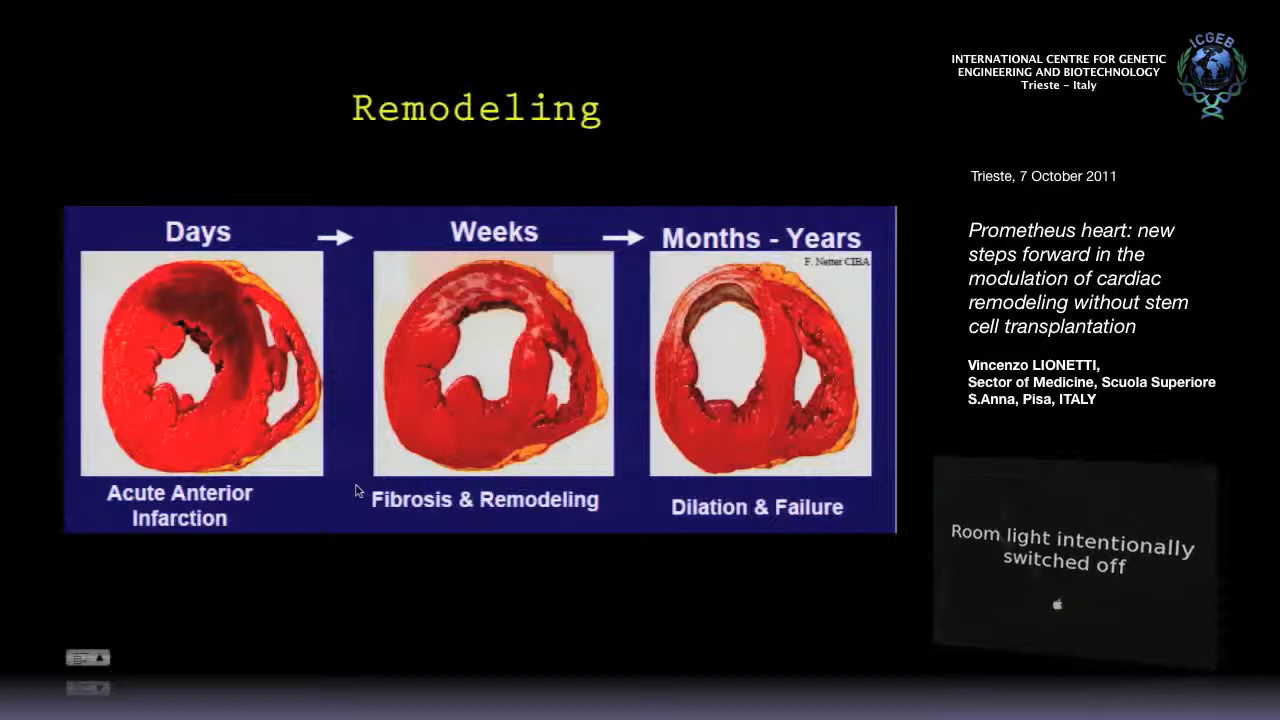 Remodeling
Days
Weeks
Months - Years
F. Netter CIBA
Acute Anterior
Infarction
Fibrosis & Remodeling
Dilation & Failure
INTERNATIONAL CENTRE FOR GENETIC
ENGINEERING AND BIOTECHNOLOGY
Trieste - Italy
ICGEB
Trieste, 7 October 2011
Prometheus heart: new
steps forward in the
modulation of cardiac
remodeling without stem
cell transplantation
Vincenzo LIONETTI,
Sector of Medicine, Scuola Superiore
S.Anna, Pisa, ITALY
Room light intentionally
switched off